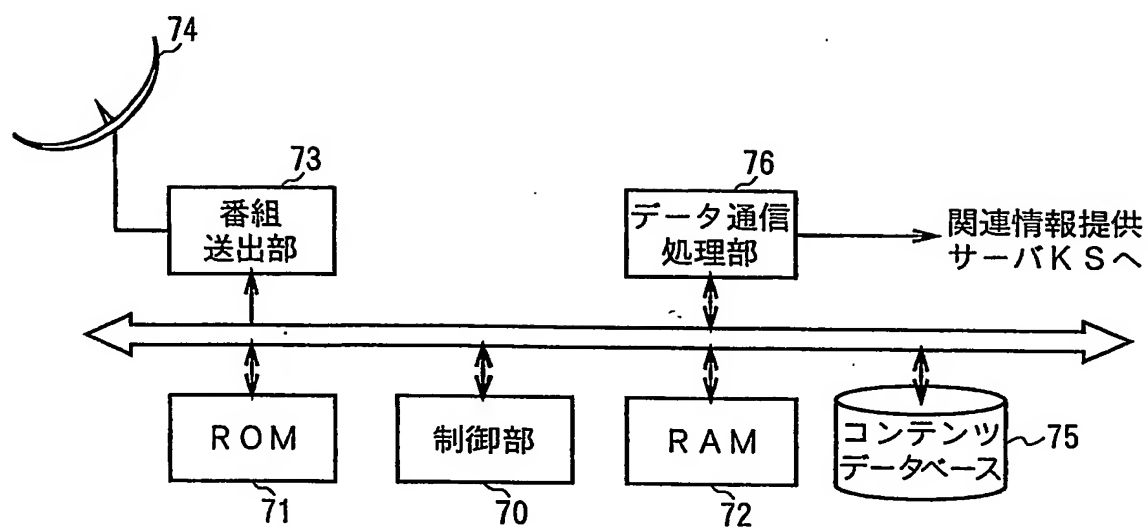 74
73
番組
送出部
76
データ通信
処理部
関連情報提供
サーバKSへ
ROM
71
制御部
70
RAM
72
コンテンツ
データベース
75